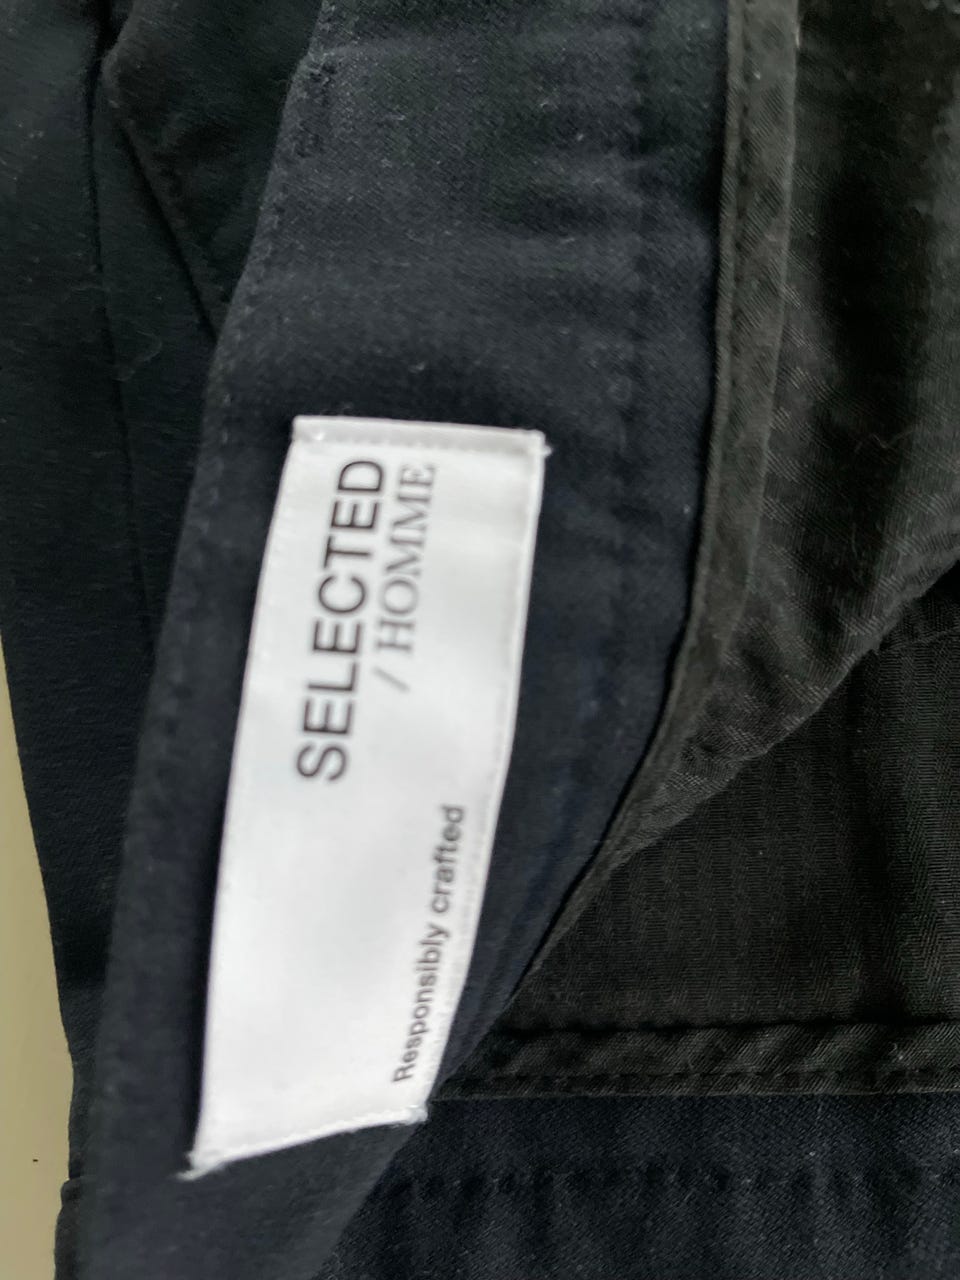 SELECTED
/ HOMME
Responsibly crafted